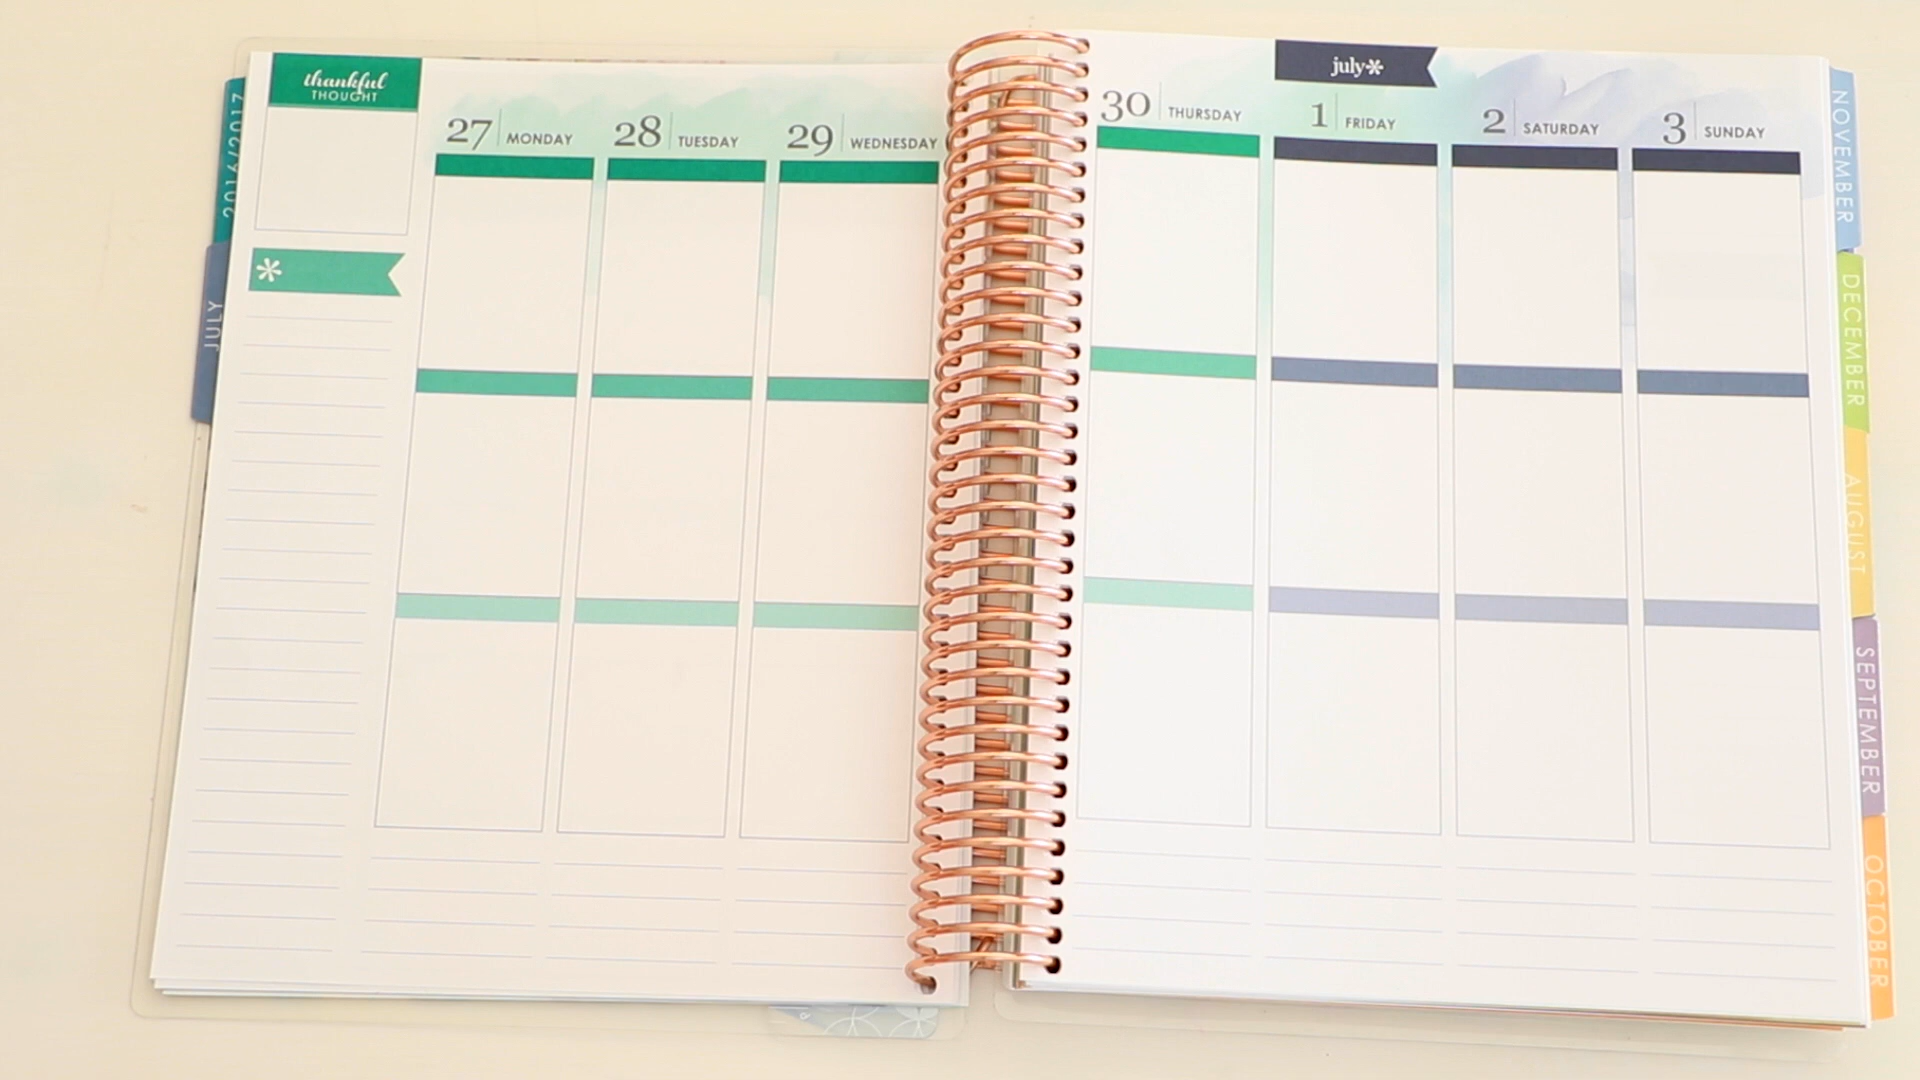 thankful
THOUGHT
27 MONDAY
28 TUESDAY
29 WEDNESDAY
30 THURSDAY
july*
1 FRIDAY
2 SATURDAY
3 SUNDAY
2016/2017
*
JULY
NOVEMBER
DECEMBER
AUGUST
SEPTEMBER
OCTOBER